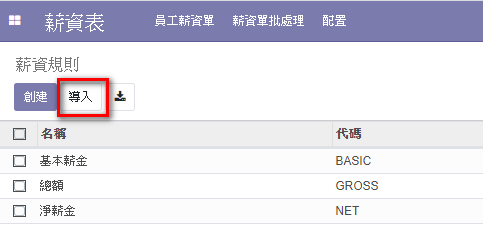 薪資表 員工薪資單 薪資單批處理 配置
薪資規則
創建 導入
名稱 代碼
基本薪金 BASIC
總額 GROSS
淨薪金 NET